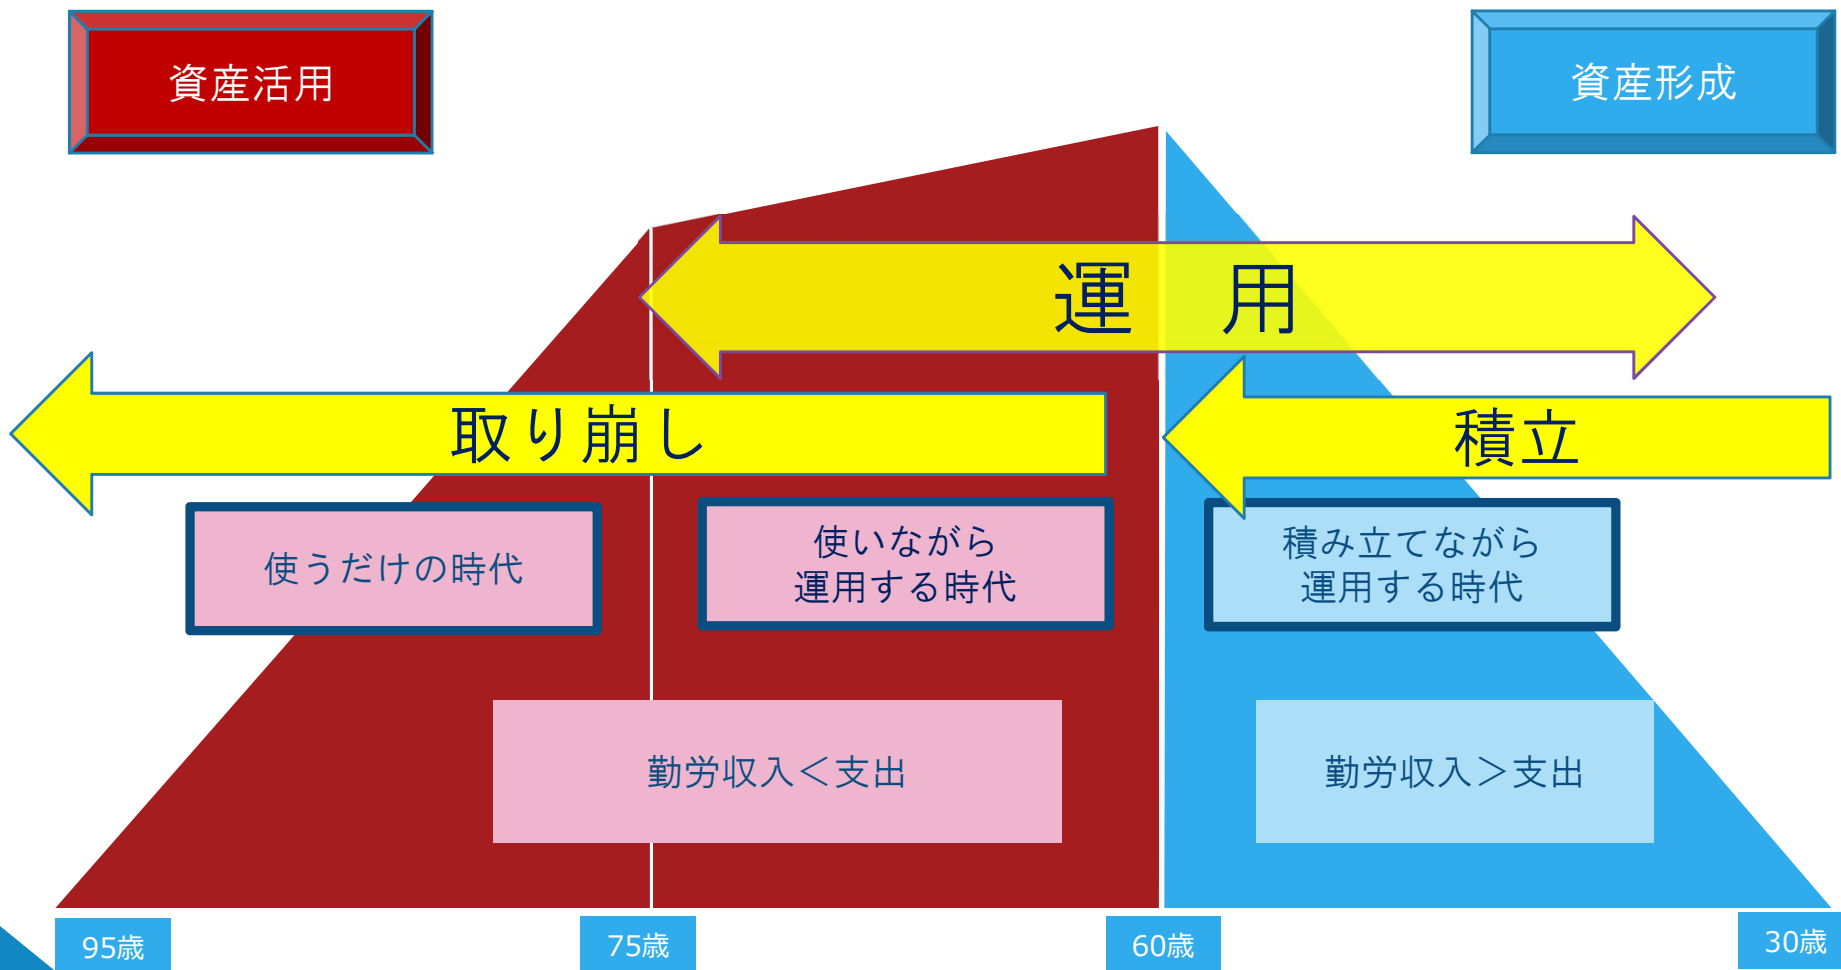 資産活用
資産形成
運　用
取り崩し
積立
使うだけの時代
使いながら
運用する時代
積み立てながら
運用する時代
勤労収入＜支出
勤労収入＞支出
95歳
75歳
60歳
30歳